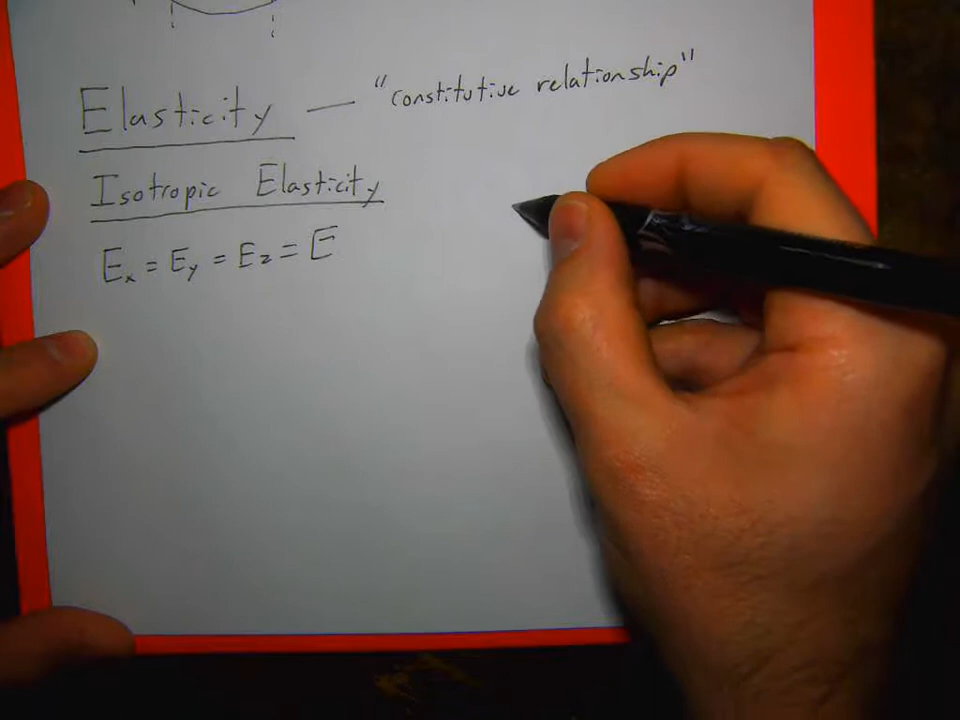 Elasticity — "constitutive relationship"
Isotropic Elasticity
Ex = Ey = Ez = E